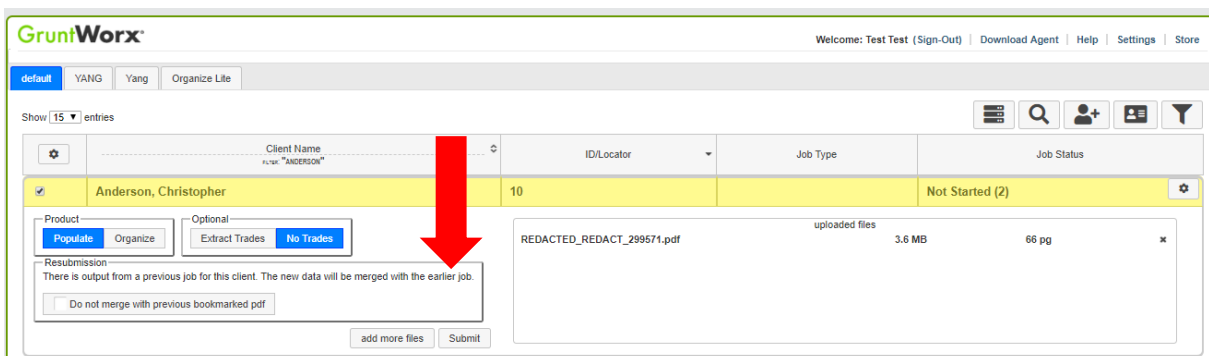 GruntWorx
Welcome: Test Test (Sign-Out) | Download Agent | Help | Settings | Store
default YANG Yang Organize Lite
Show 15 entries
Client Name ID/Locator Job Type Job Status
FILTER: "ANDERSON"
Anderson, Christopher 10 Not Started (2)
Product Optional uploaded files
Populate Organize Extract Trades No Trades REDACTED_REDACT_299571.pdf 3.6 MB 66 pg
Resubmission
There is output from a previous job for this client. The new data will be merged with the earlier job.
Do not merge with previous bookmarked pdf
add more files Submit